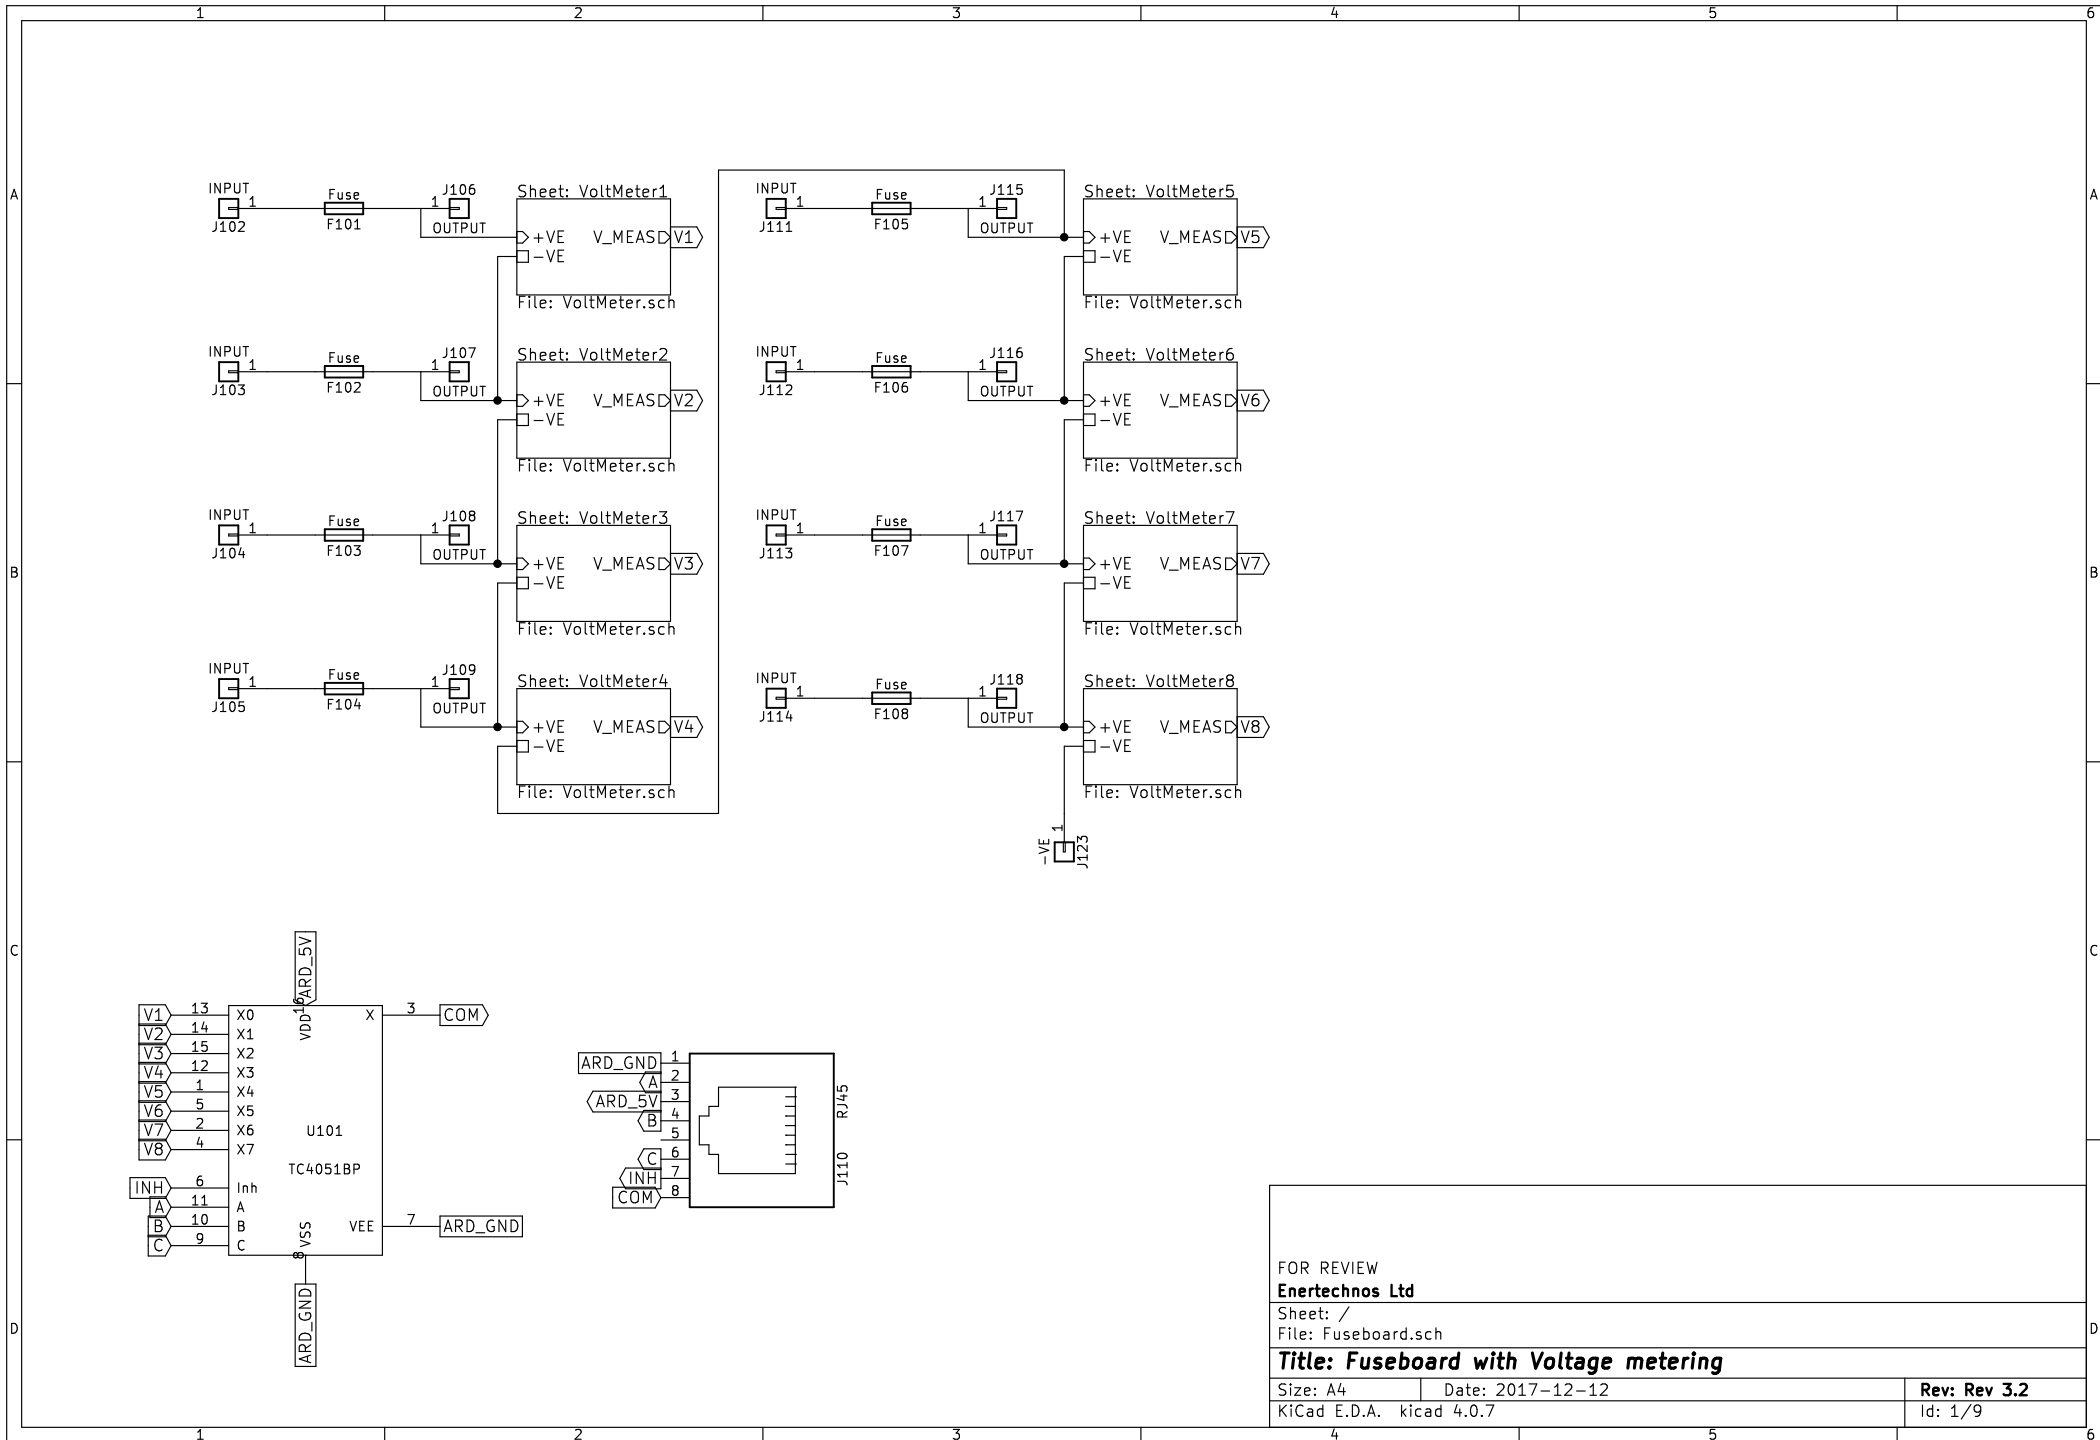 1 2 3 4 5 6
A A
INPUT 1 J102 Fuse F101 1 J106 OUTPUT
Sheet: VoltMeter1
+VE V_MEAS V1
-VE
File: VoltMeter.sch
INPUT 1 J111 Fuse F105 1 J115 OUTPUT
Sheet: VoltMeter5
+VE V_MEAS V5
-VE
File: VoltMeter.sch
INPUT 1 J103 Fuse F102 1 J107 OUTPUT
Sheet: VoltMeter2
+VE V_MEAS V2
-VE
File: VoltMeter.sch
INPUT 1 J112 Fuse F106 1 J116 OUTPUT
Sheet: VoltMeter6
+VE V_MEAS V6
-VE
File: VoltMeter.sch
B B
INPUT 1 J104 Fuse F103 1 J108 OUTPUT
Sheet: VoltMeter3
+VE V_MEAS V3
-VE
File: VoltMeter.sch
INPUT 1 J113 Fuse F107 1 J117 OUTPUT
Sheet: VoltMeter7
+VE V_MEAS V7
-VE
File: VoltMeter.sch
INPUT 1 J105 Fuse F104 1 J109 OUTPUT
Sheet: VoltMeter4
+VE V_MEAS V4
-VE
File: VoltMeter.sch
INPUT 1 J114 Fuse F108 1 J118 OUTPUT
Sheet: VoltMeter8
+VE V_MEAS V8
-VE
File: VoltMeter.sch
-VE 1 J123
C C
ARD_5V
16 VDD
V1 13 X0 X 3 COM
V2 14 X1
V3 15 X2
V4 12 X3
V5 1 X4
V6 5 X5
V7 2 X6
V8 4 X7
U101
TC4051BP
INH 6 Inh
A 11 A
B 10 B VEE 7 ARD_GND
C 9 C
8 VSS
ARD_GND
ARD_GND 1
A 2
ARD_5V 3
B 4
5
C 6
INH 7
COM 8
RJ45
J110
D D
FOR REVIEW
Enertechnos Ltd
Sheet: /
File: Fuseboard.sch
Title: Fuseboard with Voltage metering
Size: A4 Date: 2017-12-12 Rev: Rev 3.2
KiCad E.D.A. kicad 4.0.7 Id: 1/9
1 2 3 4 5 6